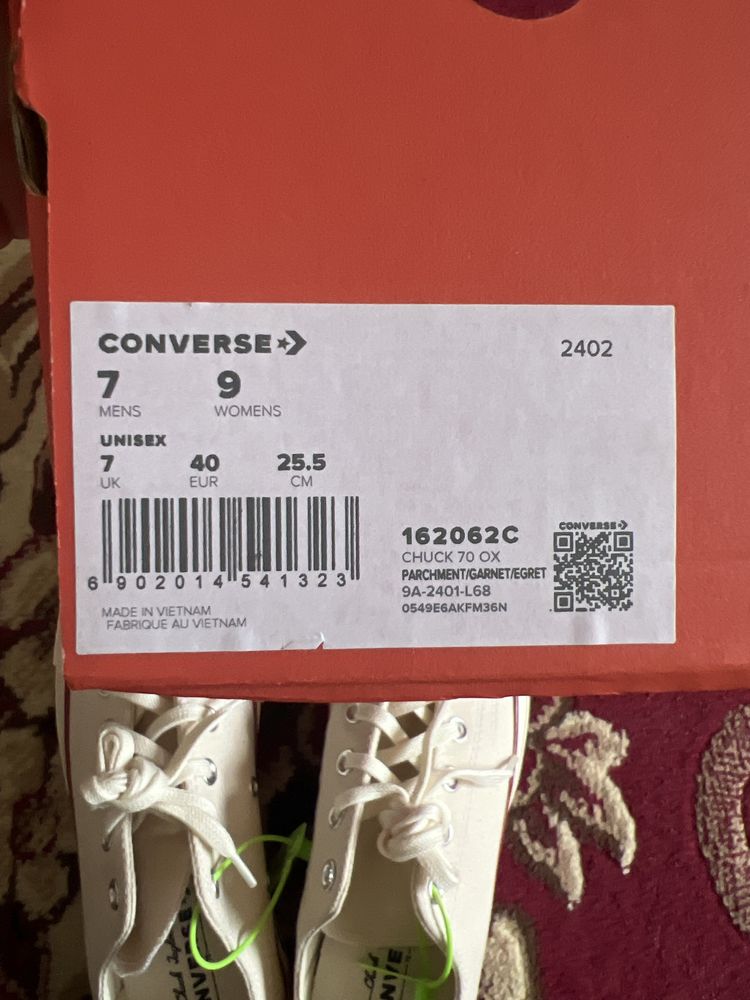 CONVERSE
2402
7 9
MENS WOMENS
UNISEX
7 40 25.5
UK EUR CM
6 902014 541323
MADE IN VIETNAM
FABRIQUE AU VIETNAM
CONVERSE
162062C
CHUCK 70 OX
PARCHMENT/GARNET/EGRET
9A-2401-L68
0549E6AKFM36N